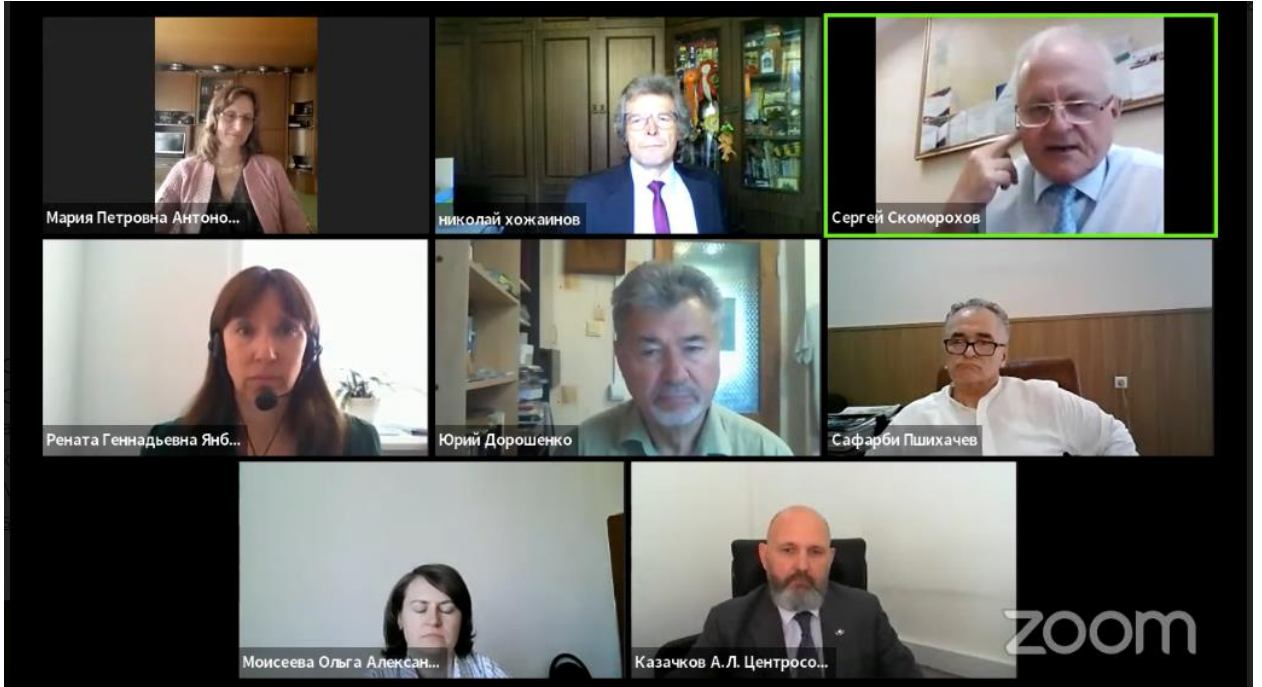 Мария Петровна Антоно...
николай хожаинов
Сергей Скоморохов
Рената Геннадьевна Янб...
Юрий Дорошенко
Сафарби Пшихачев
Моисеева Ольга Алексан...
Казачков А.Л. Центросо...
zoom